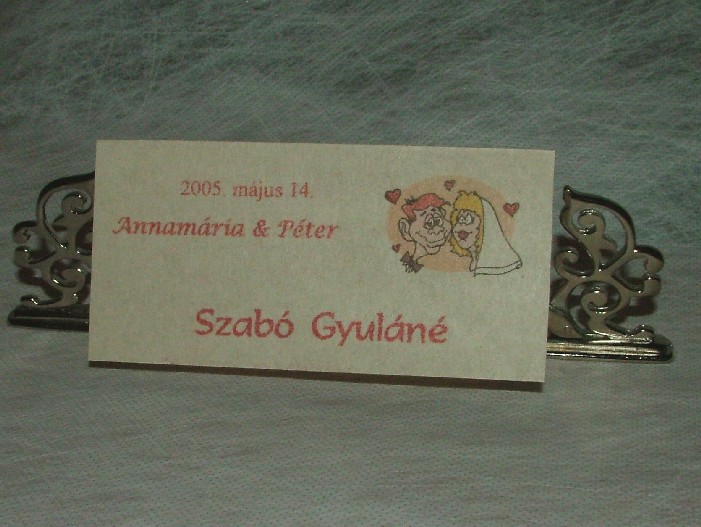 2005. május 14.
Annamária & Péter
Szabó Gyuláné